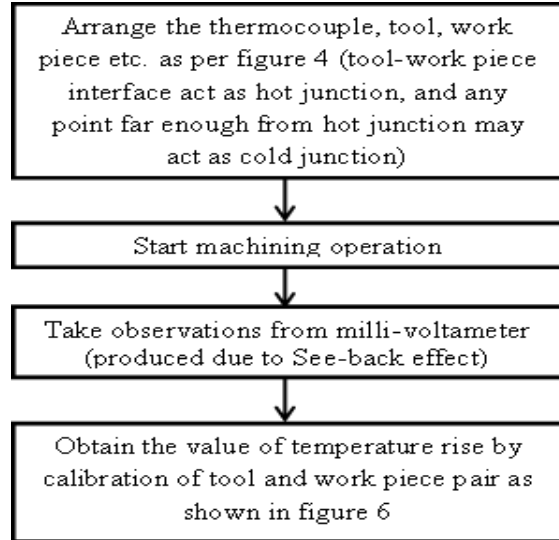 Arrange the thermocouple, tool, work
piece etc. as per figure 4 (tool-work piece
interface act as hot junction, and any
point far enough from hot junction may
act as cold junction)
Start machining operation
Take observations from milli-voltameter
(produced due to See-back effect)
Obtain the value of temperature rise by
calibration of tool and work piece pair as
shown in figure 6